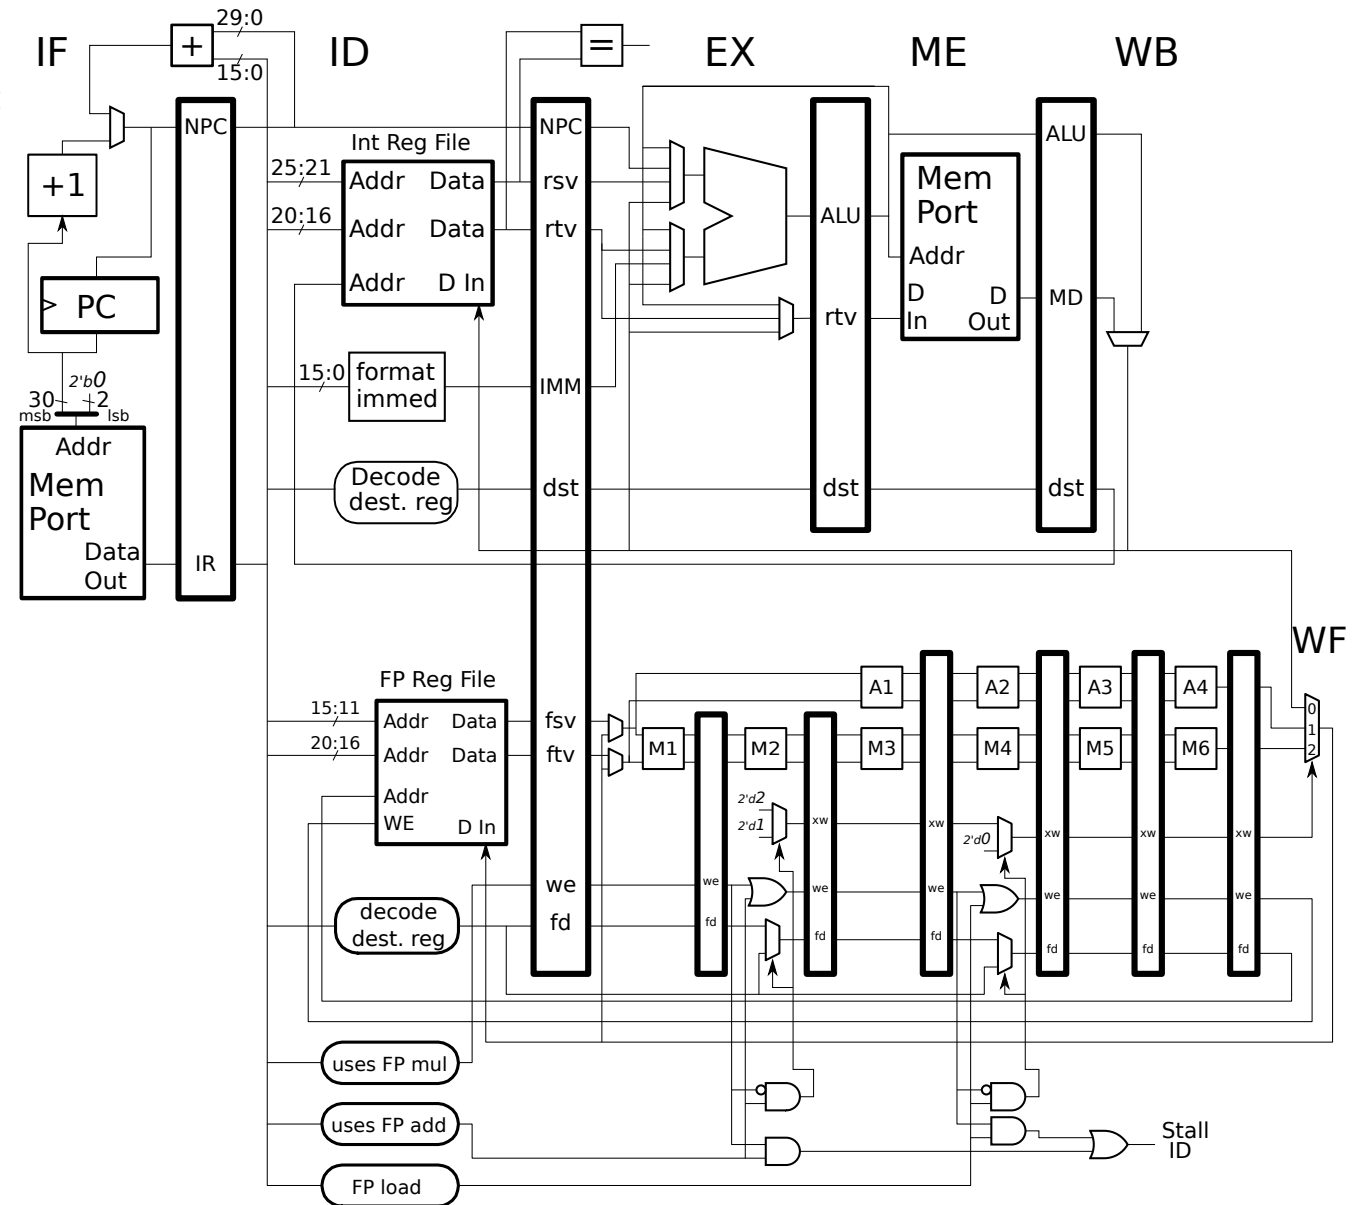 IF
ID
EX
ME
WB
29:0
15:0
+
=
NPC
+1
PC
2'b0
30
2
msb
lsb
Addr
Mem
Port
Data
Out
IR
Int Reg File
25:21
Addr
Data
20:16
Addr
Data
Addr
D In
15:0
format
immed
Decode
dest. reg
NPC
rsv
rtv
IMM
dst
ALU
rtv
dst
Mem
Port
Addr
D
In
D
Out
ALU
MD
dst
WF
FP Reg File
15:11
Addr
Data
20:16
Addr
Data
Addr
WE
D In
decode
dest. reg
fsv
ftv
we
fd
A1
A2
A3
A4
M1
M2
M3
M4
M5
M6
0
1
2
2'd2
2'd1
2'd0
xw
xw
xw
xw
xw
we
we
we
we
we
we
fd
fd
fd
fd
fd
fd
uses FP mul
uses FP add
FP load
Stall
ID